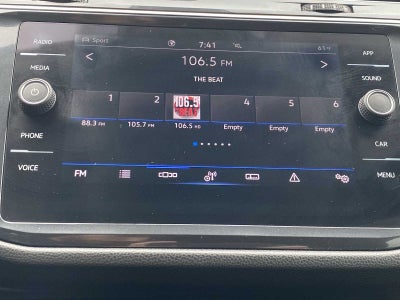 RADIO
MEDIA
PHONE
VOICE
Sport
7:41
106.5 FM
THE BEAT
1 2 106.5 4 5 6
88.3 FM 105.7 FM 106.5 HD Empty Empty Empty
FM
APP
SOUND
CAR
MENU